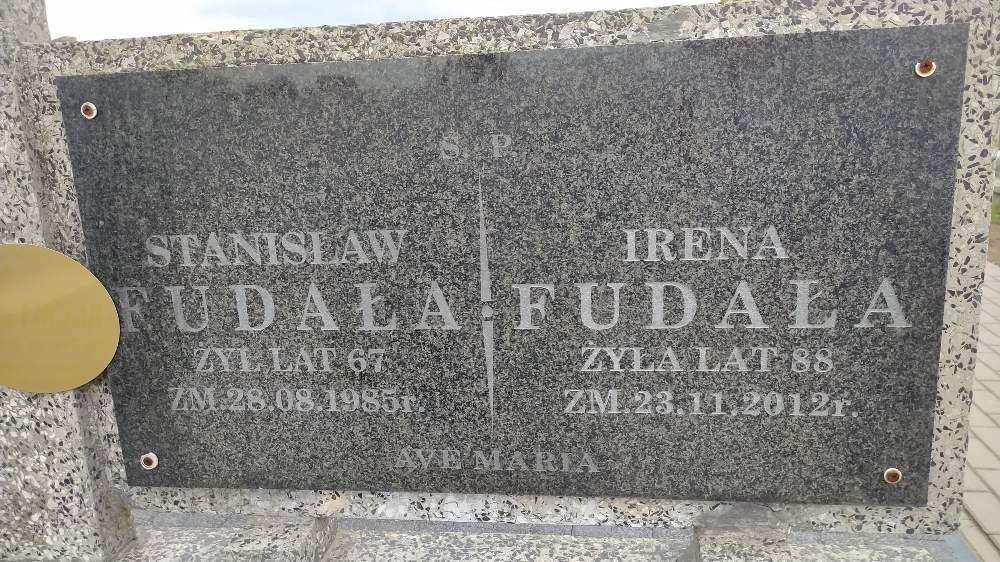 Ś. P.
STANISŁAW
FUDAŁA
ŻYŁ LAT 67
ZM. 28.08.1985r.
IRENA
FUDAŁA
ŻYŁA LAT 88
ZM. 23.11.2012r.
AVE MARIA